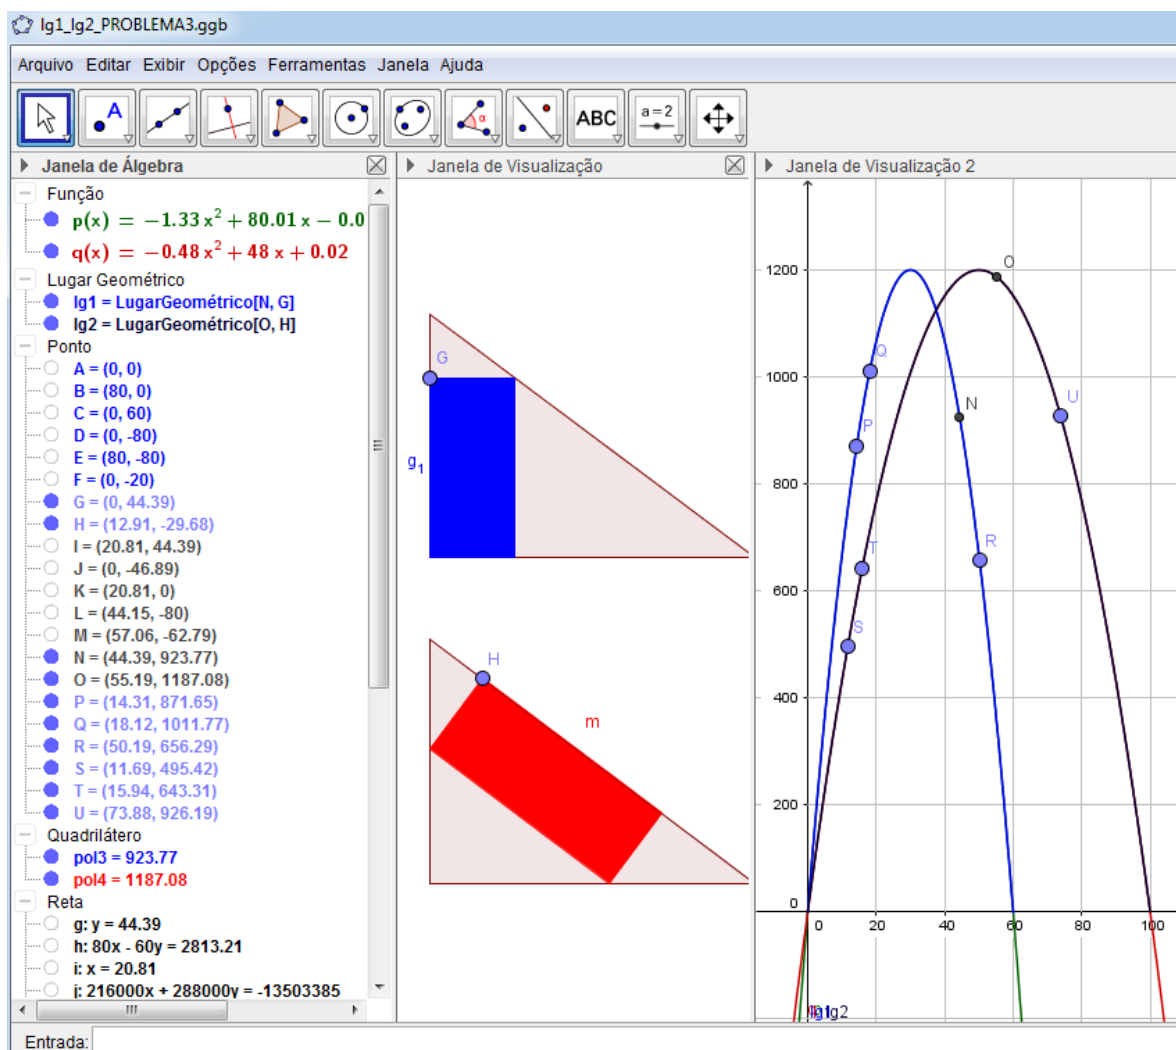 lg1_lg2_PROBLEMA3.ggb
Arquivo Editar Exibir Opções Ferramentas Janela Ajuda
A α ABC a = 2
Janela de Álgebra
Função
p(x) = −1.33 x² + 80.01 x − 0.0
q(x) = −0.48 x² + 48 x + 0.02
Lugar Geométrico
lg1 = LugarGeométrico[N, G]
lg2 = LugarGeométrico[O, H]
Ponto
A = (0, 0)
B = (80, 0)
C = (0, 60)
D = (0, -80)
E = (80, -80)
F = (0, -20)
G = (0, 44.39)
H = (12.91, -29.68)
I = (20.81, 44.39)
J = (0, -46.89)
K = (20.81, 0)
L = (44.15, -80)
M = (57.06, -62.79)
N = (44.39, 923.77)
O = (55.19, 1187.08)
P = (14.31, 871.65)
Q = (18.12, 1011.77)
R = (50.19, 656.29)
S = (11.69, 495.42)
T = (15.94, 643.31)
U = (73.88, 926.19)
Quadrilátero
pol3 = 923.77
pol4 = 1187.08
Reta
g: y = 44.39
h: 80x - 60y = 2813.21
i: x = 20.81
j: 216000x + 288000y = -13503385
Entrada:
Janela de Visualização
G
g1
H
m
Janela de Visualização 2
O
1200
Q
1000
N
U
P
800
T
R
600
S
400
200
0
0 20 40 60 80 100
lg2